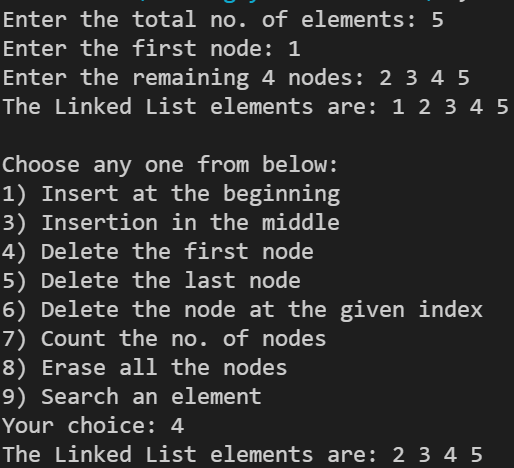 Enter the total no. of elements: 5
Enter the first node: 1
Enter the remaining 4 nodes: 2 3 4 5
The Linked List elements are: 1 2 3 4 5
Choose any one from below:
1) Insert at the beginning
3) Insertion in the middle
4) Delete the first node
5) Delete the last node
6) Delete the node at the given index
7) Count the no. of nodes
8) Erase all the nodes
9) Search an element
Your choice: 4
The Linked List elements are: 2 3 4 5